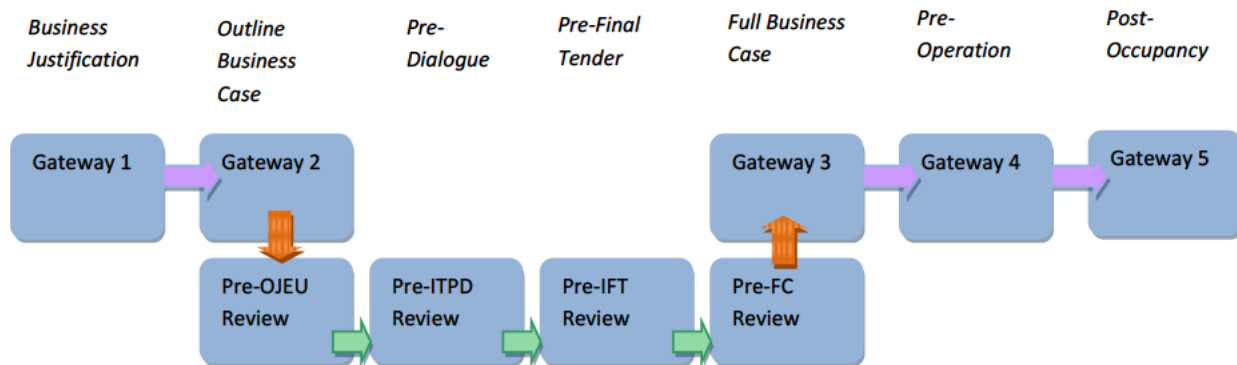 Business
Justification
Outline
Business
Case
Pre-
Dialogue
Pre-Final
Tender
Full Business
Case
Pre-
Operation
Post-
Occupancy
Gateway 1
Gateway 2
Gateway 3
Gateway 4
Gateway 5
Pre-OJEU
Review
Pre-ITPD
Review
Pre-IFT
Review
Pre-FC
Review